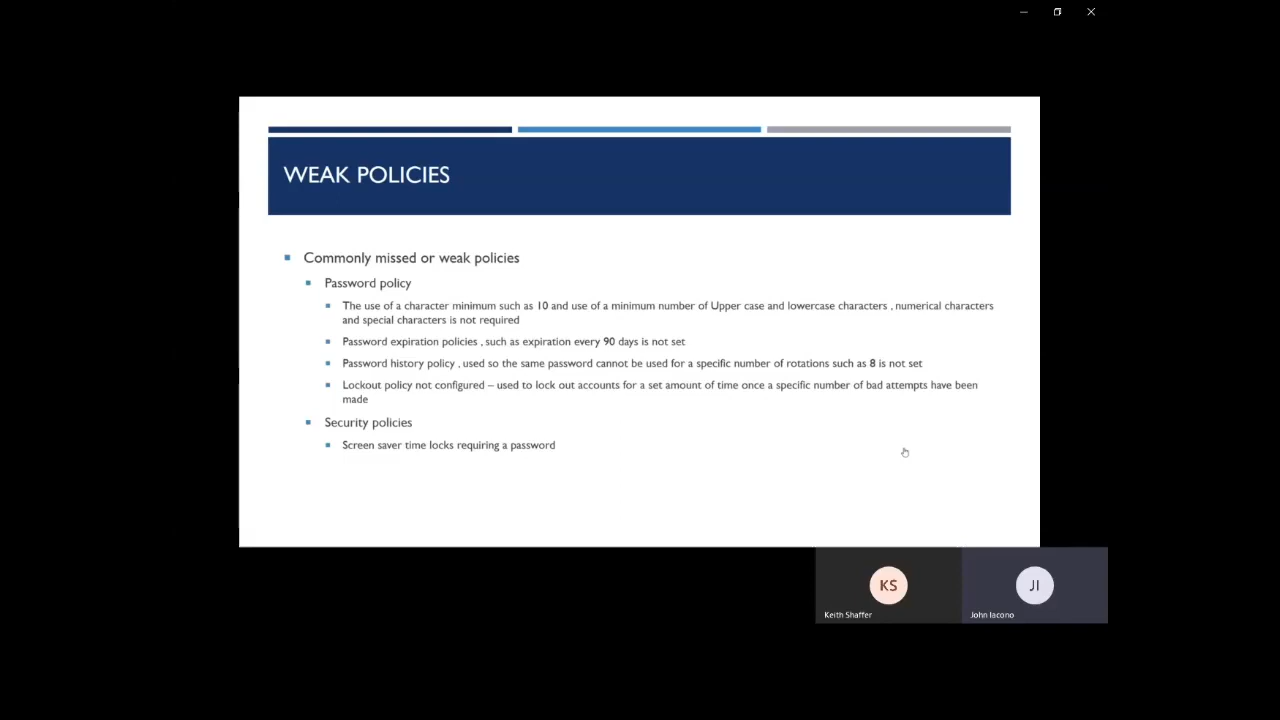 WEAK POLICIES
Commonly missed or weak policies
Password policy
The use of a character minimum such as 10 and use of a minimum number of Upper case and lowercase characters , numerical characters
and special characters is not required
Password expiration policies , such as expiration every 90 days is not set
Password history policy , used so the same password cannot be used for a specific number of rotations such as 8 is not set
Lockout policy not configured – used to lock out accounts for a set amount of time once a specific number of bad attempts have been
made
Security policies
Screen saver time locks requiring a password
KS
JI
Keith Shaffer
John Iacono